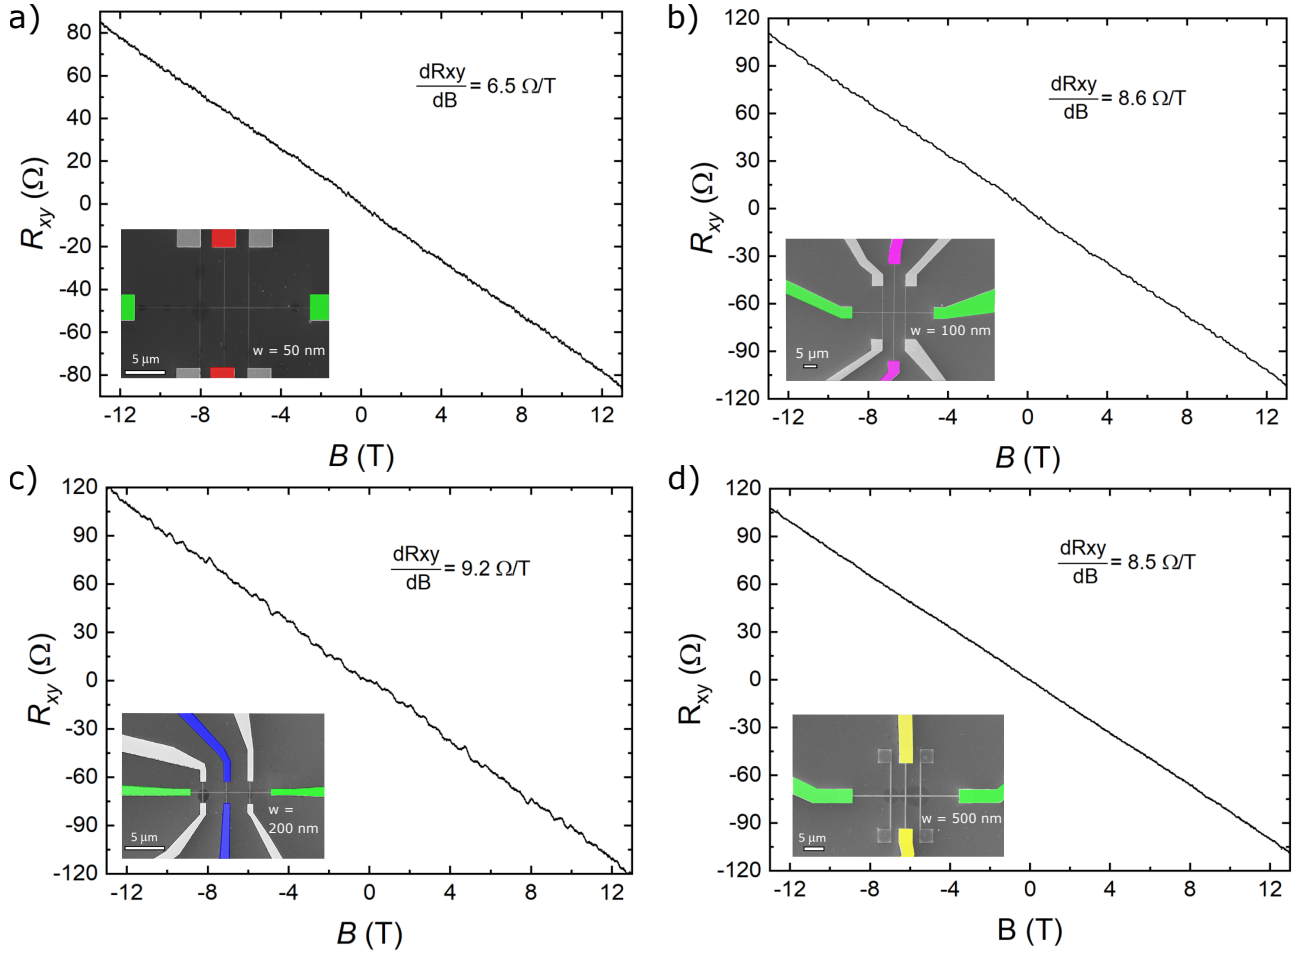 a)
80
60
40
20
0
-20
-40
-60
-80
Rxy (Ω)
dRxy
dB
= 6.5 Ω/T
5 μm
w = 50 nm
-12
-8
-4
0
4
8
12
B (T)
b)
120
90
60
30
0
-30
-60
-90
-120
Rxy (Ω)
dRxy
dB
= 8.6 Ω/T
w = 100 nm
5 μm
-12
-8
-4
0
4
8
12
B (T)
c)
120
90
60
30
0
-30
-60
-90
-120
Rxy (Ω)
dRxy
dB
= 9.2 Ω/T
w =
200 nm
5 μm
-12
-8
-4
0
4
8
12
B (T)
d)
120
90
60
30
0
-30
-60
-90
-120
Rxy (Ω)
dRxy
dB
= 8.5 Ω/T
w = 500 nm
5 μm
-12
-8
-4
0
4
8
12
B (T)